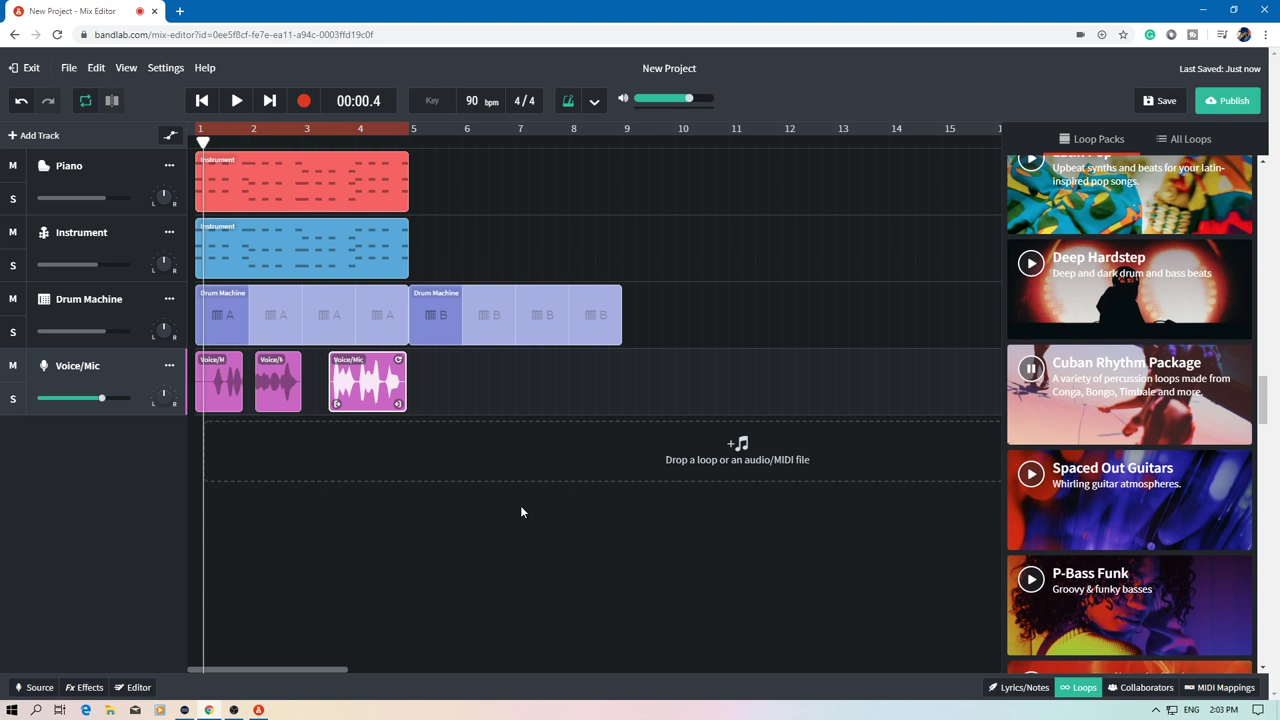 New Project - Mix Editor
bandlab.com/mix-editor?id=0ee5f8cf-fe7e-ea11-a94c-0003ffd19c0f
Exit File Edit View Settings Help
New Project
Last Saved: Just now
00:00.4
Key
90 bpm
4/4
Save
Publish
+ Add Track
1 2 3 4 5 6 7 8 9 10 11 12 13 14 15
Loop Packs
All Loops
M Piano
S
L R
Instrument
M Instrument
S
L R
Instrument
M Drum Machine
S
L R
Drum Machine
A A A A
Drum Machine
B B B B
M Voice/Mic
S
L R
Voice/M
Voice/M
Voice/Mic
Drop a loop or an audio/MIDI file
Upbeat synths and beats for your latin-
inspired pop songs.
Deep Hardstep
Deep and dark drum and bass beats
Cuban Rhythm Package
A variety of percussion loops made from
Conga, Bongo, Timbale and more.
Spaced Out Guitars
Whirling guitar atmospheres.
P-Bass Funk
Groovy & funky basses
Source
Fx Effects
Editor
Lyrics/Notes
Loops
Collaborators
MIDI Mappings
ENG
2:03 PM